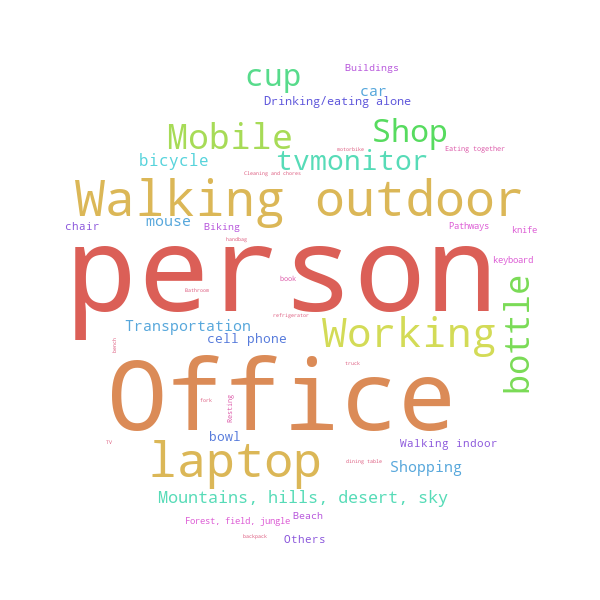 Buildings
cup
car
Drinking/eating alone
Mobile
Shop
motorbike
Eating together
bicycle
tvmonitor
Cleaning and chores
Walking outdoor
chair
mouse
Biking
Pathways
knife
handbag
person
keyboard
book
Bathroom
bottle
refrigerator
Transportation
Working
cell phone
bench
truck
Office
fork
Resting
bowl
TV
Walking indoor
laptop
dining table
Shopping
Mountains, hills, desert, sky
Beach
Forest, field, jungle
backpack
Others